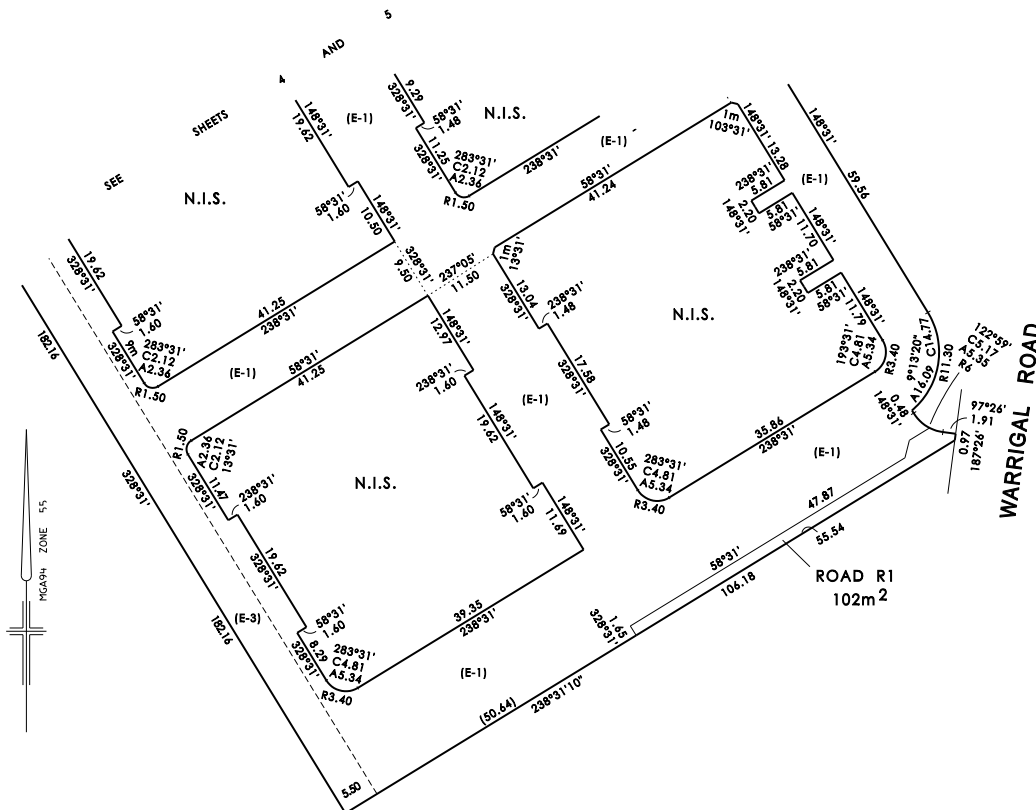 SEE SHEETS 4 AND 5
N.I.S.
148°31'
19.62
(E-1)
9.29
328°31'
58°31'
1.48
N.I.S.
11.25
328°31'
283°31'
C2.12
A2.36
R1.50
238°31'
(E-1)
1m
103°31'
148°31'
13.28
148°31'
59.56
58°31'
1.60
148°31'
10.50
58°31'
41.24
238°31'
5.81
2.20
148°31'
5.81
58°31'
(E-1)
148°31'
11.70
19.62
328°31'
328°31'
9.50
237°05'
11.50
1m
13°31'
238°31'
5.81
2.20
148°31'
5.81
58°31'
148°31'
11.79
58°31'
1.60
9m
328°31'
283°31'
C2.12
A2.36
R1.50
41.25
238°31'
13.04
328°31'
238°31'
1.48
N.I.S.
193°31'
C4.81
A5.34
R3.40
9°13'20"
A16.09
C14.77
R11.30
122°59'
C5.17
A5.35
R6
182.16
(E-1)
58°31'
41.25
148°31'
12.97
238°31'
1.60
17.58
328°31'
0.48
148°31'
97°26'
1.91
0.97
187°26'
WARRIGAL ROAD
R1.50
A2.36
C2.12
13°31'
11.47
328°31'
238°31'
1.60
N.I.S.
148°31'
19.62
(E-1)
58°31'
1.48
10.55
328°31'
283°31'
C4.81
A5.34
R3.40
35.86
238°31'
(E-1)
58°31'
1.60
148°31'
11.69
328°31'
MGA94 ZONE 55
19.62
328°31'
47.87
58°31'
55.54
106.18
ROAD R1
102m2
(E-3)
182.16
58°31'
1.60
8.29
328°31'
283°31'
C4.81
A5.34
R3.40
39.35
238°31'
1.65
328°31'
(E-1)
(50.64)
238°31'10"
5.50